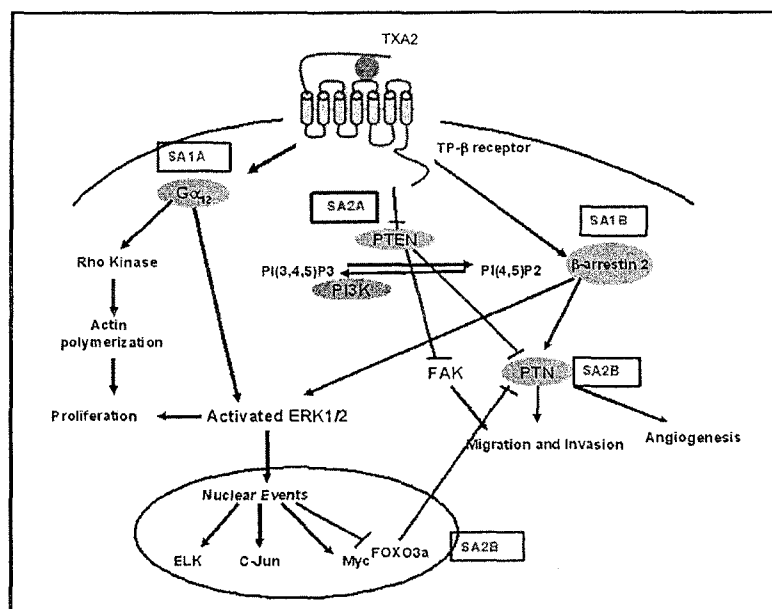 TXA2
TP-β receptor
SA1A
Gα12
SA2A
PTEN
SA1B
β-arrestin 2
Rho Kinase
PI(3,4,5)P3
PI(4,5)P2
PI3K
Actin
polymerization
FAK
PTN
SA2B
Proliferation
Activated ERK1/2
Migration and Invasion
Angiogenesis
Nuclear Events
ELK
C-Jun
Myc
FOXO3a
SA2B